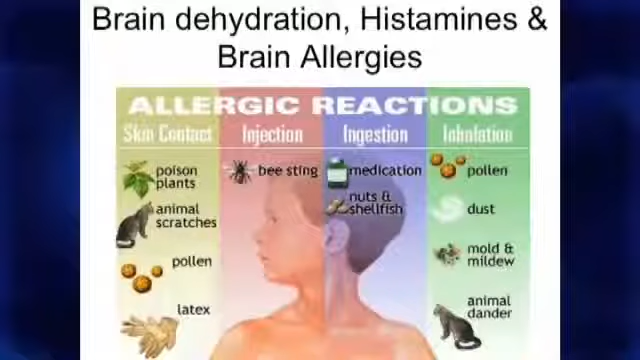 Brain dehydration, Histamines &
Brain Allergies
ALLERGIC REACTIONS
Skin Contact
poison
plants
animal
scratches
pollen
latex
Injection
bee sting
Ingestion
medication
nuts &
shellfish
Inhalation
pollen
dust
mold &
mildew
animal
dander